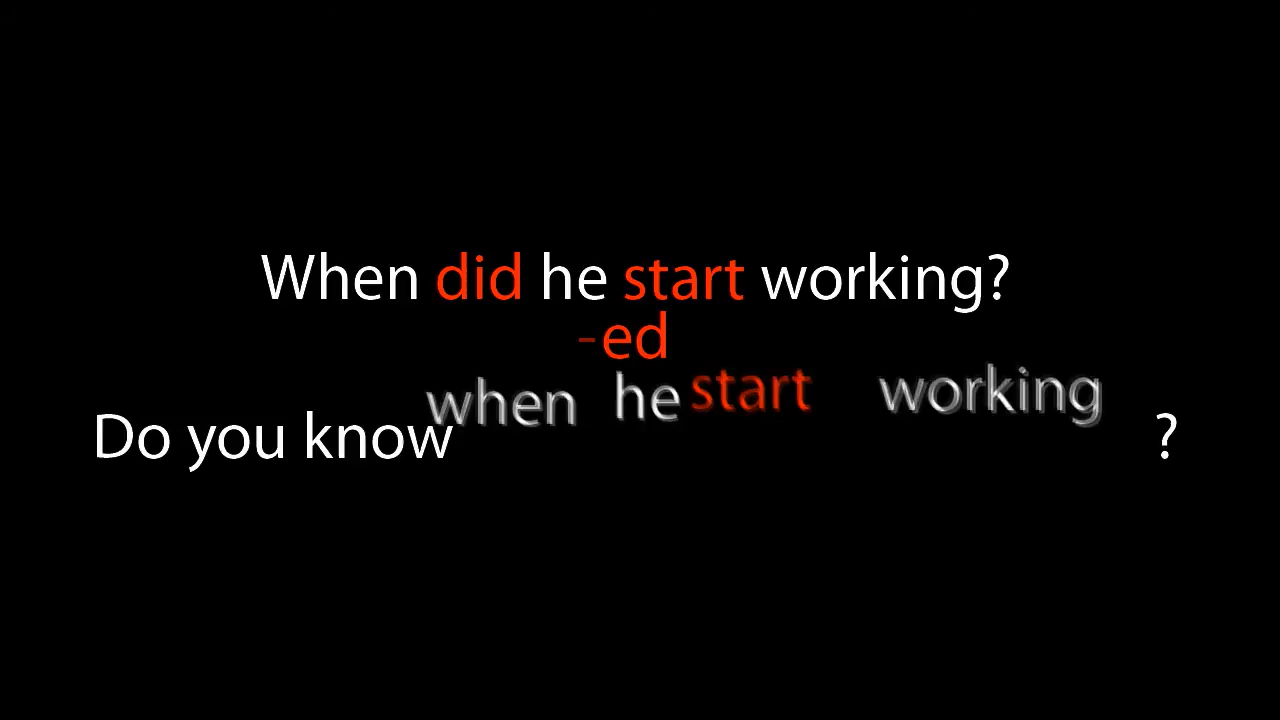 When did he start working?
-ed
when he start working
Do you know ?